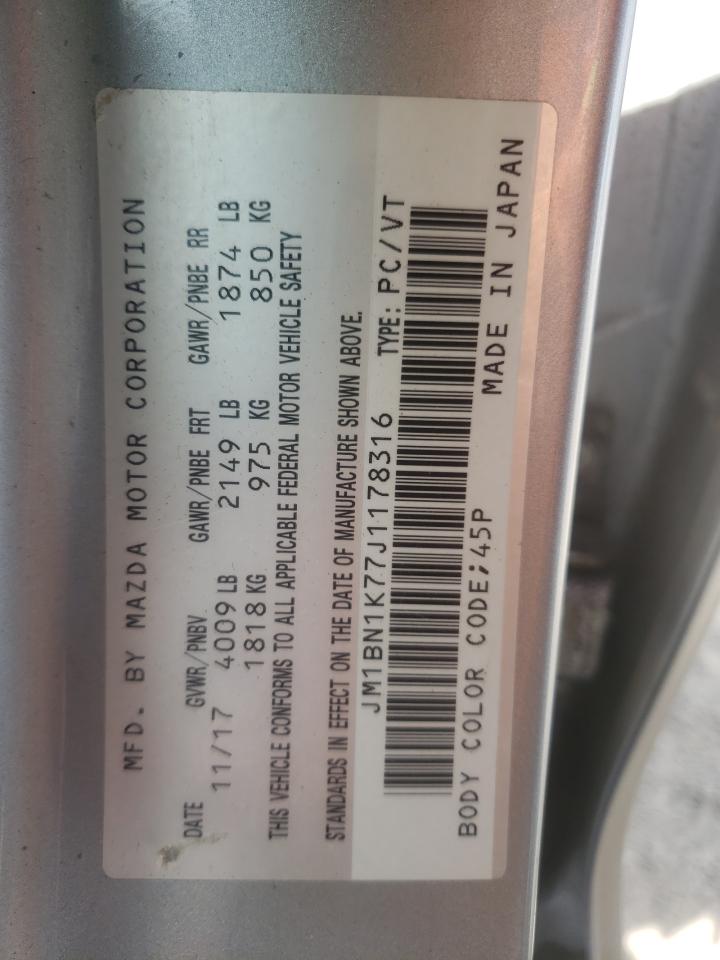 MFD. BY MAZDA MOTOR CORPORATION
DATE GVWR/PNBV GAWR/PNBE FRT GAWR/PNBE RR
11/17 4009 LB 2149 LB 1874 LB
1818 KG 975 KG 850 KG
THIS VEHICLE CONFORMS TO ALL APPLICABLE FEDERAL MOTOR VEHICLE SAFETY
STANDARDS IN EFFECT ON THE DATE OF MANUFACTURE SHOWN ABOVE.
JM1BN1K77J1178316 TYPE: PC/VT
BODY COLOR CODE;45P MADE IN JAPAN